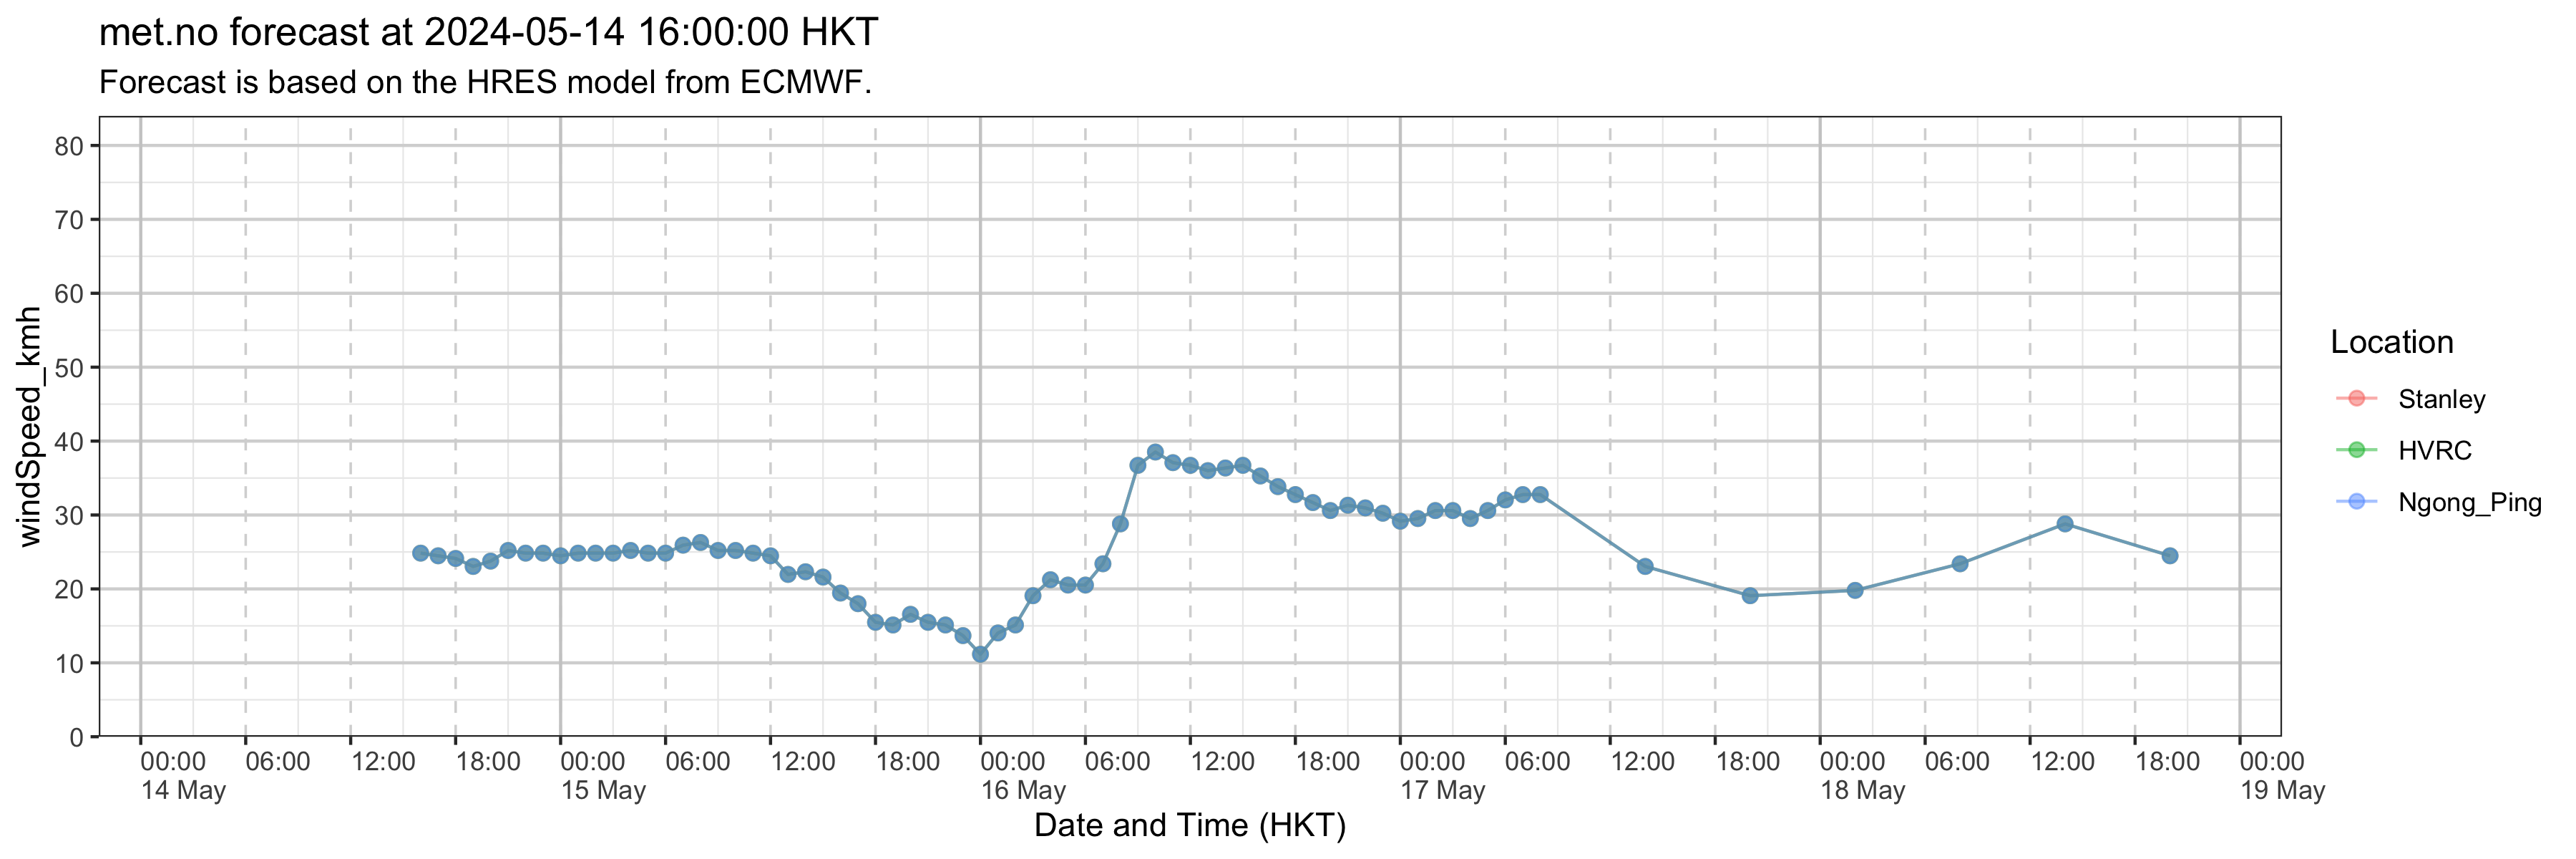 met.no forecast at 2024-05-14 16:00:00 HKT
Forecast is based on the HRES model from ECMWF.
windSpeed_kmh
80
70
60
50
40
30
20
10
0
00:00 06:00 12:00 18:00 00:00 06:00 12:00 18:00 00:00 06:00 12:00 18:00 00:00 06:00 12:00 18:00 00:00 06:00 12:00 18:00 00:00
14 May 15 May 16 May 17 May 18 May 19 May
Date and Time (HKT)
Location
Stanley
HVRC
Ngong_Ping